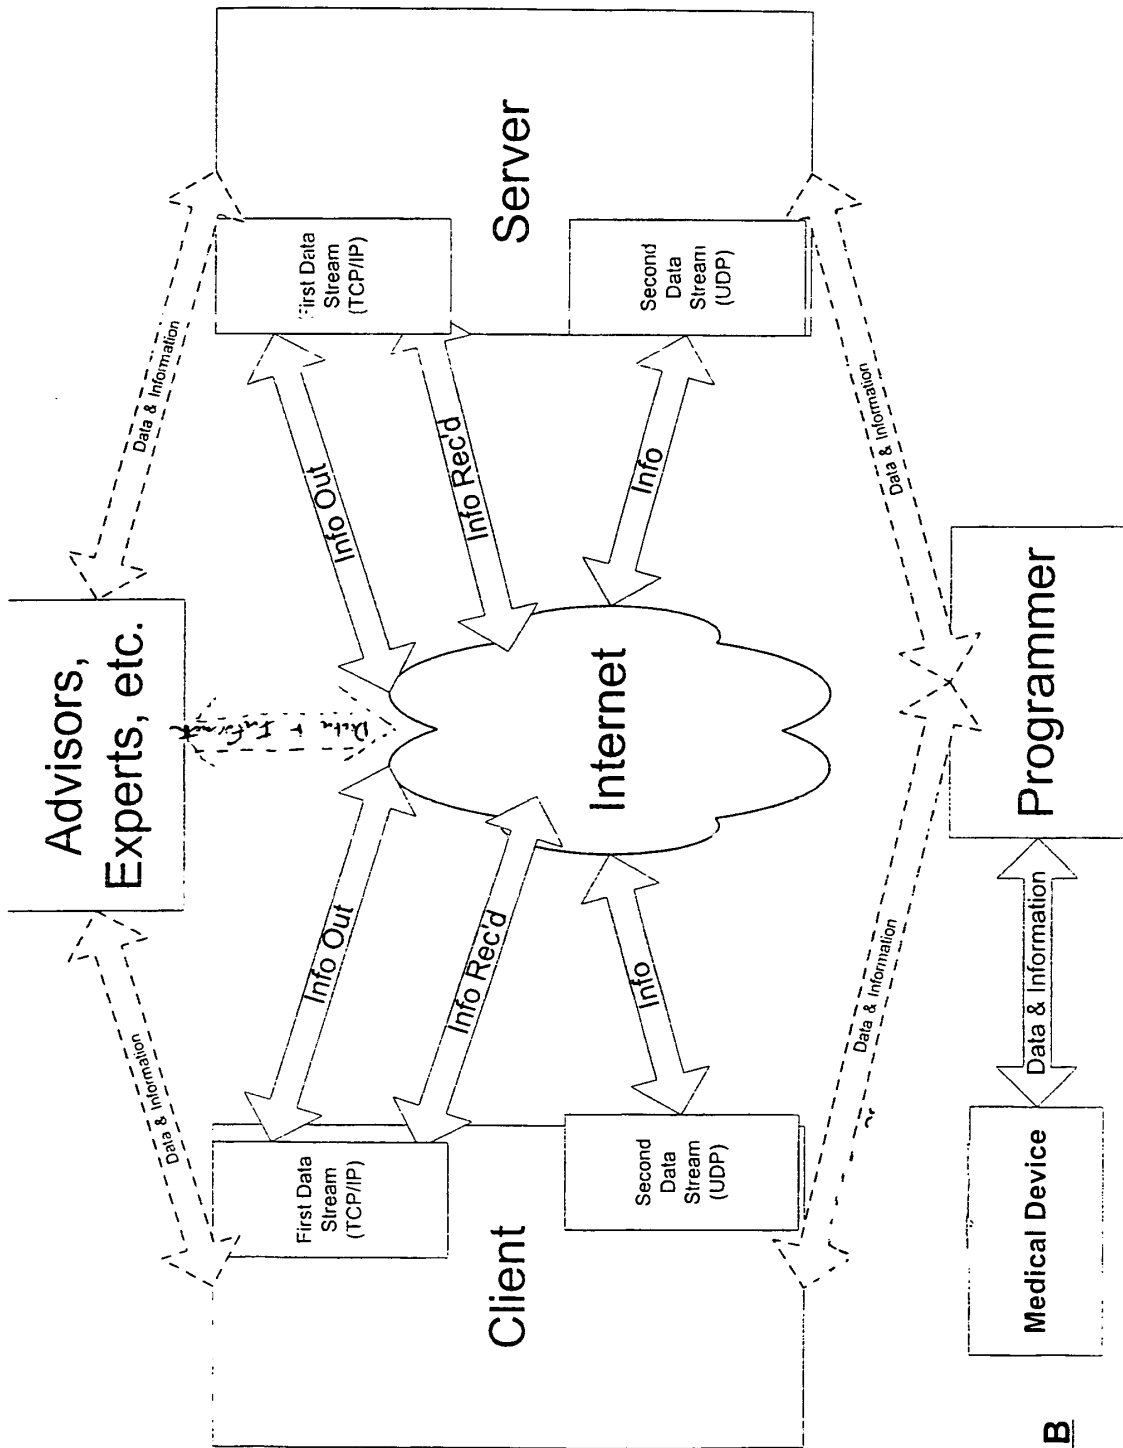 Advisors,
Experts, etc.
Data & Information
Data & Information
Data +
First Data
Stream
(TCP/IP)
Info Out
Info Out
First Data
Stream
(TCP/IP)
Info Rec'd
Info Rec'd
Client
Internet
Server
Second
Data
Stream
(UDP)
Info
Info
Second
Data
Stream
(UDP)
Data & Information
Data & Information
Medical Device
Data & Information
Programmer
B